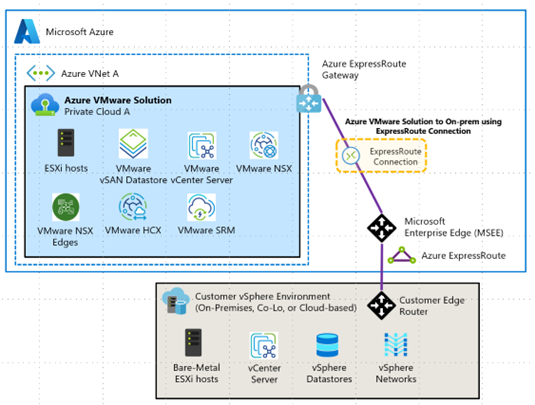 Microsoft Azure
Azure VNet A
Azure ExpressRoute
Gateway
Azure VMware Solution
Private Cloud A
Azure VMware Solution to On-prem using
ExpressRoute Connection
ExpressRoute
Connection
ESXi hosts
VMware
vSAN Datastore
VMware
vCenter Server
VMware NSX
VMware NSX
Edges
VMware HCX
VMware SRM
Microsoft
Enterprise Edge (MSEE)
Azure ExpressRoute
Customer vSphere Environment
(On-Premises, Co-Lo, or Cloud-based)
Customer Edge
Router
Bare-Metal
ESXi hosts
vCenter
Server
vSphere
Datastores
vSphere
Networks